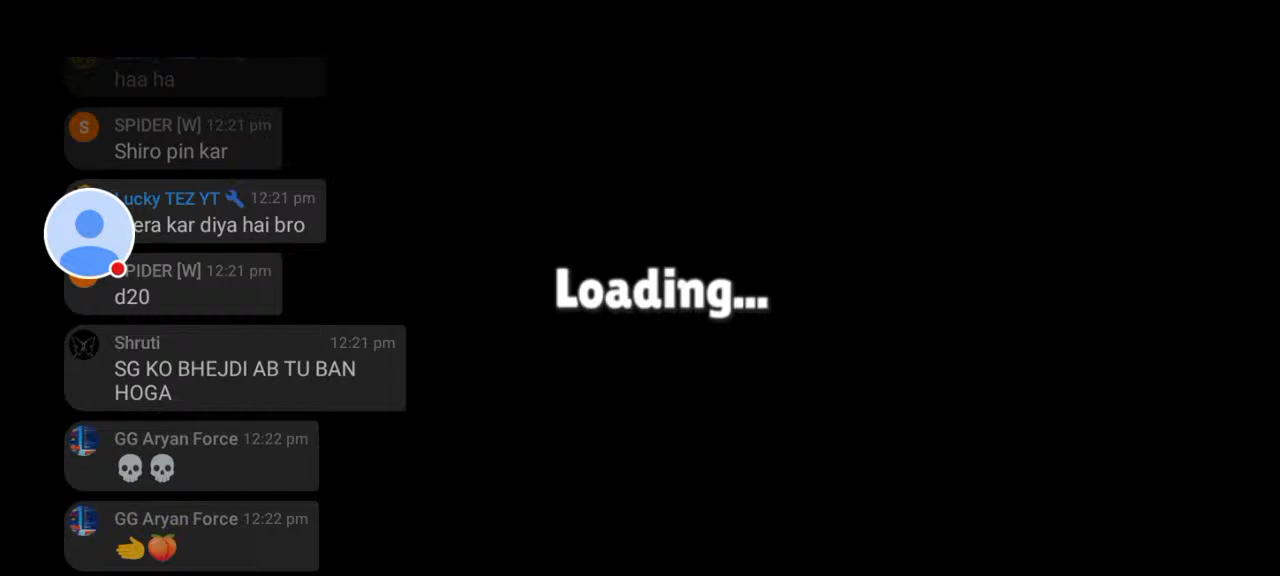 haa ha
SPIDER [W] 12:21 pm
Shiro pin kar
Lucky TEZ YT 🔧 12:21 pm
era kar diya hai bro
S
SPIDER [W] 12:21 pm
d20
Shruti 12:21 pm
SG KO BHEJDI AB TU BAN
HOGA
GG Aryan Force 12:22 pm
💀💀
GG Aryan Force 12:22 pm
🫲🍑
Loading...